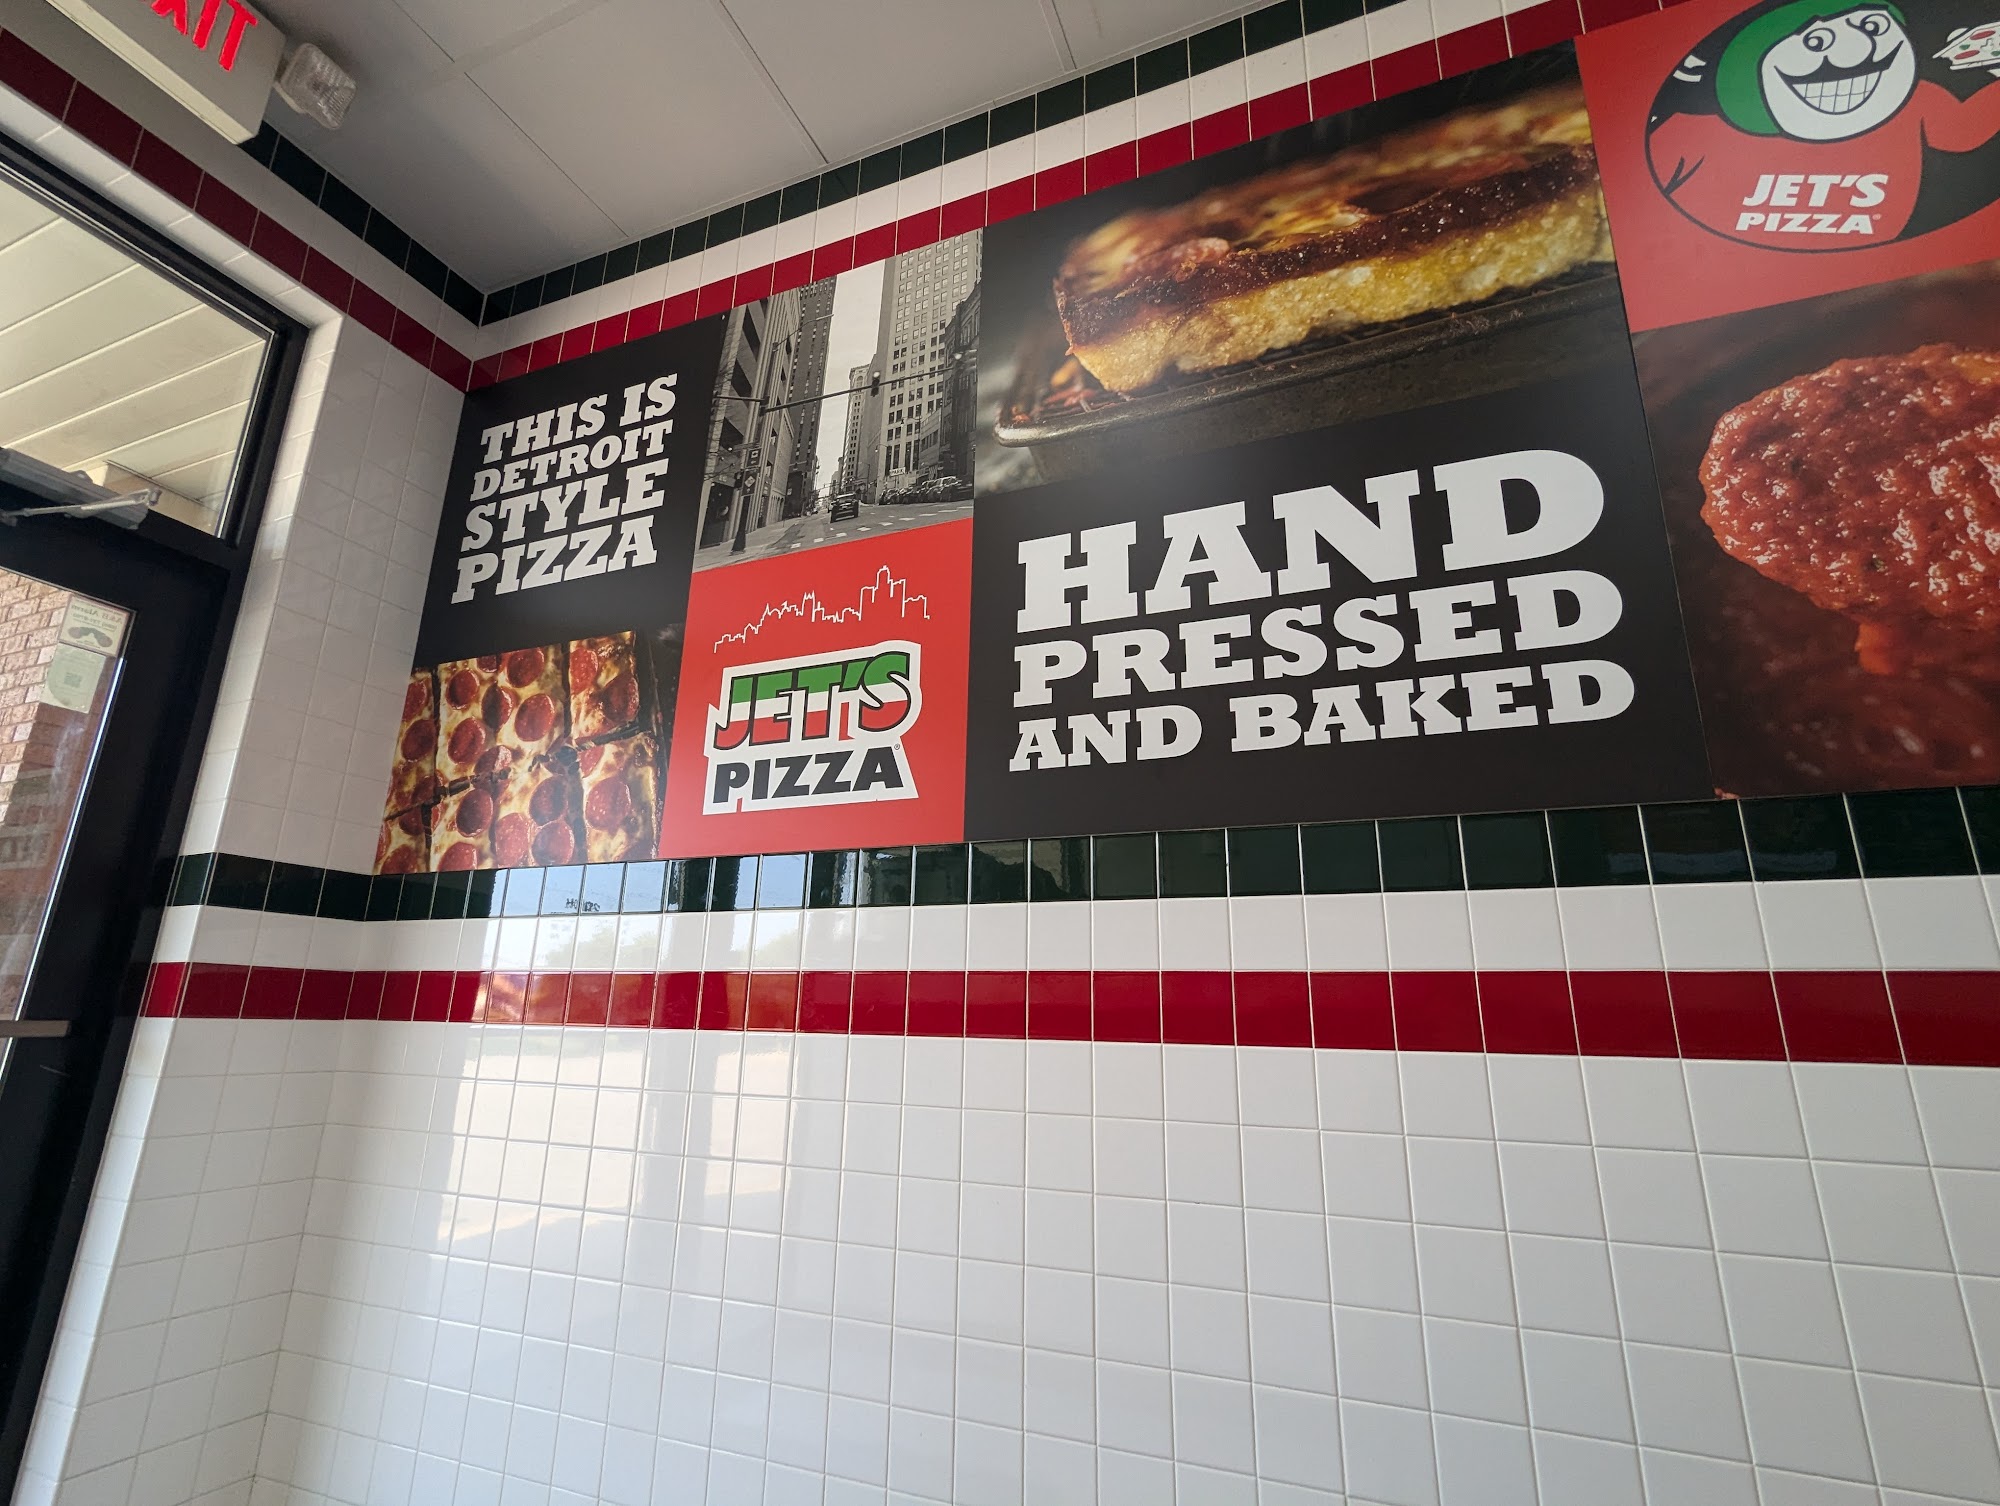 EXIT
THIS IS
DETROIT
STYLE
PIZZA
JET'S
PIZZA®
HAND
PRESSED
AND BAKED
JET'S
PIZZA®